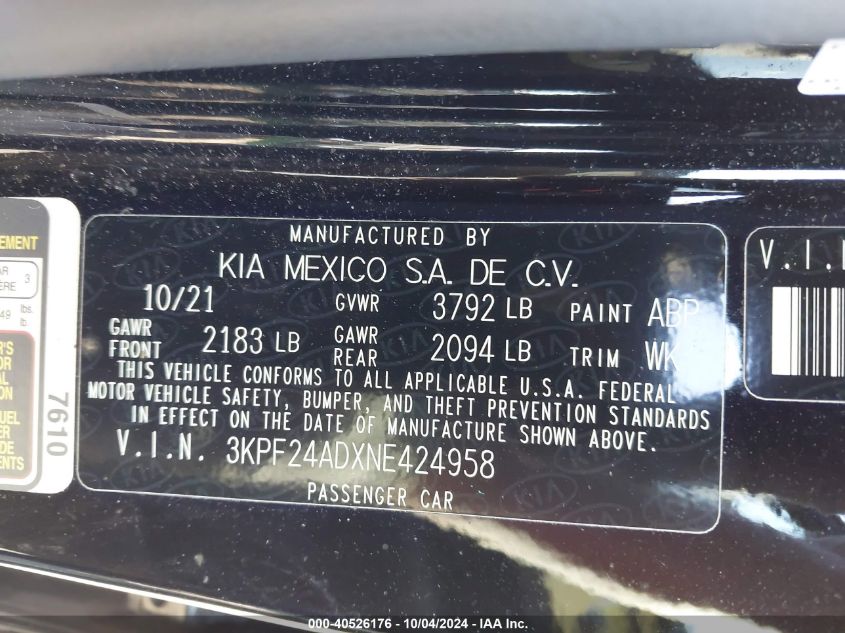 MANUFACTURED BY
KIA MEXICO S.A. DE C.V.
10/21 GVWR 3792 LB PAINT ABP
GAWR FRONT 2183 LB GAWR REAR 2094 LB TRIM WK
THIS VEHICLE CONFORMS TO ALL APPLICABLE U.S.A. FEDERAL
MOTOR VEHICLE SAFETY, BUMPER, AND THEFT PREVENTION STANDARDS
IN EFFECT ON THE DATE OF MANUFACTURE SHOWN ABOVE.
V.I.N. 3KPF24ADXNE424958
PASSENGER CAR
7610
V.I.N
000-40526176 - 10/04/2024 - IAA Inc.